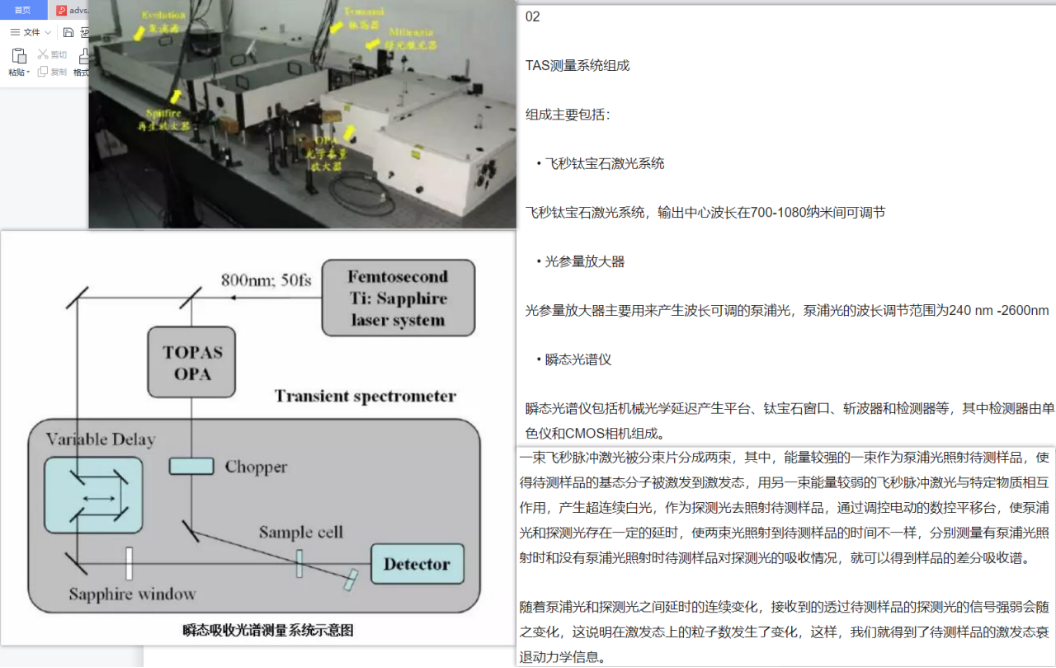 首页
advs
文件
粘贴
剪切
复制
格式
Evolution
泵浦源
Tsunami
振荡器
Millennia
绿光激光器
Spitfire
再生放大器
OPA
光学参量
放大器
800nm; 50fs
Femtosecond
Ti: Sapphire
laser system
TOPAS
OPA
Transient spectrometer
Variable Delay
Chopper
Sample cell
Detector
Sapphire window
瞬态吸收光谱测量系统示意图
02
TAS测量系统组成
组成主要包括：
• 飞秒钛宝石激光系统
飞秒钛宝石激光系统，输出中心波长在700-1080纳米间可调节
• 光参量放大器
光参量放大器主要用来产生波长可调的泵浦光，泵浦光的波长调节范围为240 nm -2600nm
• 瞬态光谱仪
瞬态光谱仪包括机械光学延迟产生平台、钛宝石窗口、斩波器和检测器等，其中检测器由单
色仪和CMOS相机组成。
一束飞秒脉冲激光被分束片分成两束，其中，能量较强的一束作为泵浦光照射待测样品，使
得待测样品的基态分子被激发到激发态，用另一束能量较弱的飞秒脉冲激光与特定物质相互
作用，产生超连续白光，作为探测光去照射待测样品，通过调控电动的数控平移台，使泵浦
光和探测光存在一定的延时，使两束光照射到待测样品的时间不一样，分别测量有泵浦光照
射时和没有泵浦光照射时待测样品对探测光的吸收情况，就可以得到样品的差分吸收谱。
随着泵浦光和探测光之间延时的连续变化，接收到的透过待测样品的探测光的信号强弱会随
之变化，这说明在激发态上的粒子数发生了变化，这样，我们就得到了待测样品的激发态衰
退动力学信息。